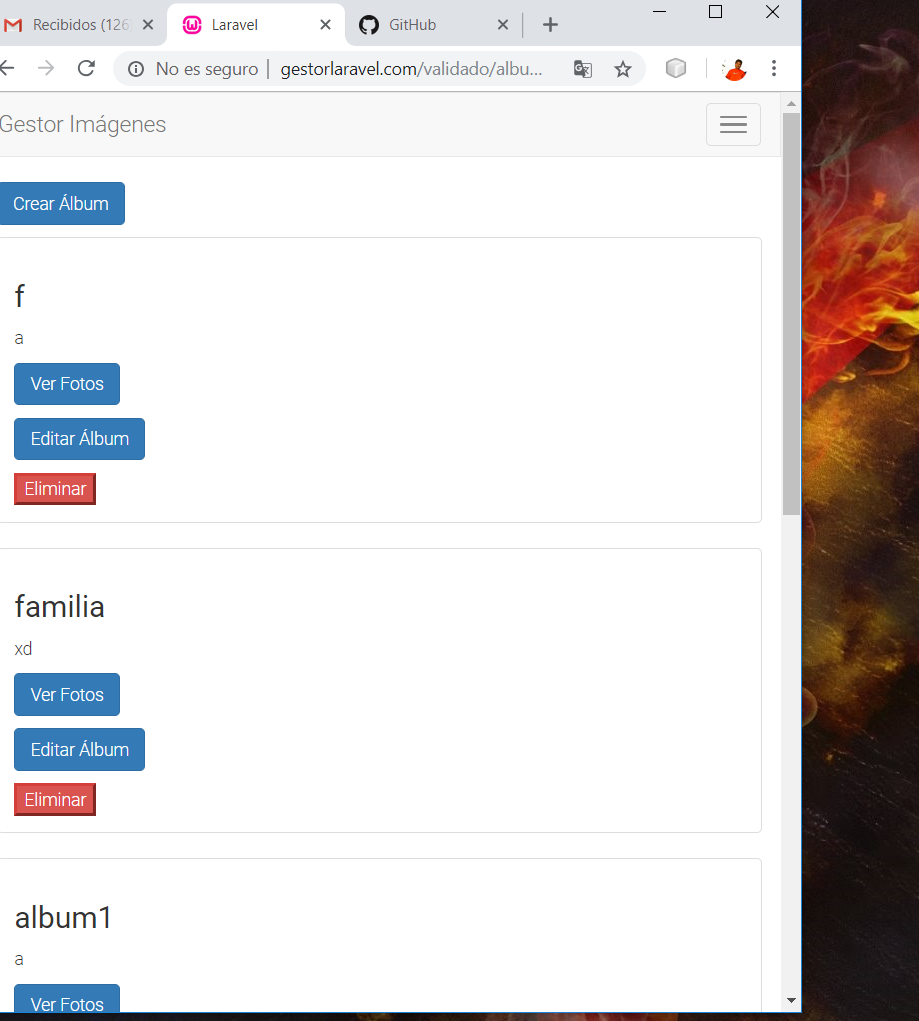 Recibidos (126
Laravel
GitHub
No es seguro | gestorlaravel.com/validado/albu...
Gestor Imágenes
Crear Álbum
f
a
Ver Fotos
Editar Álbum
Eliminar
familia
xd
Ver Fotos
Editar Álbum
Eliminar
album1
a
Ver Fotos